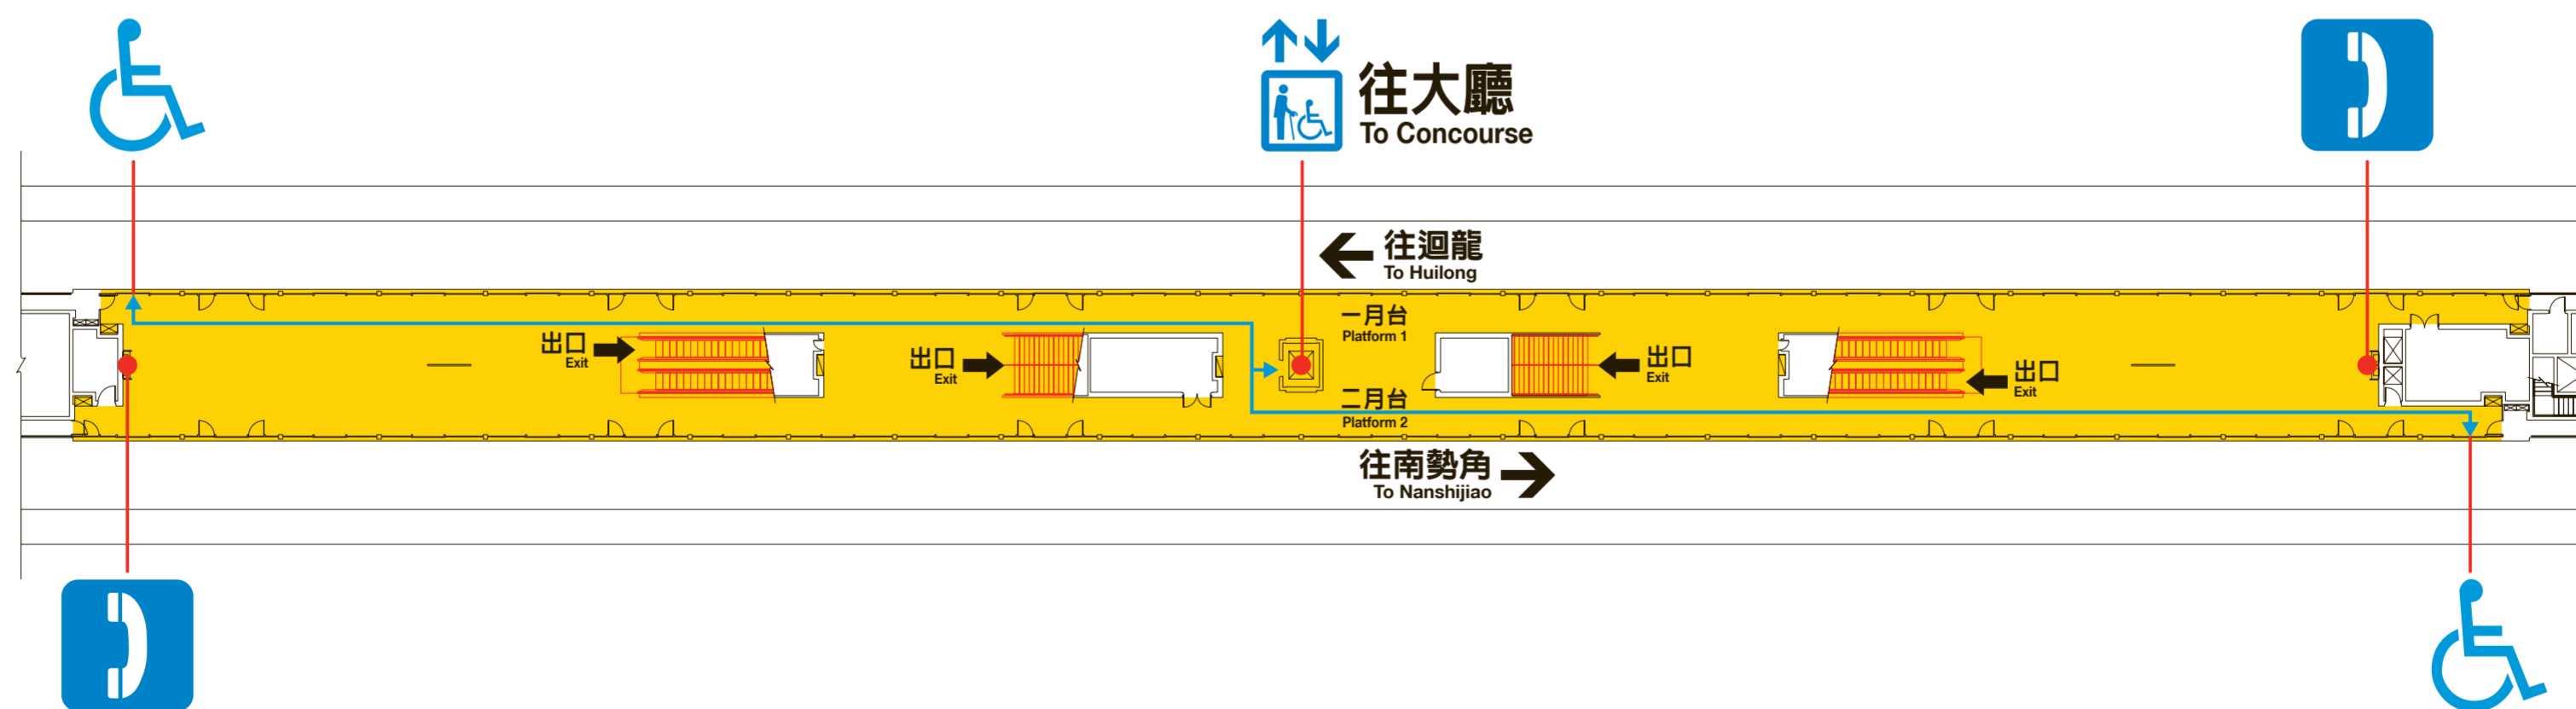 往大廳
To Concourse
往迴龍
To Huilong
一月台
Platform 1
出口
Exit
出口
Exit
出口
Exit
出口
Exit
二月台
Platform 2
往南勢角
To Nanshijiao